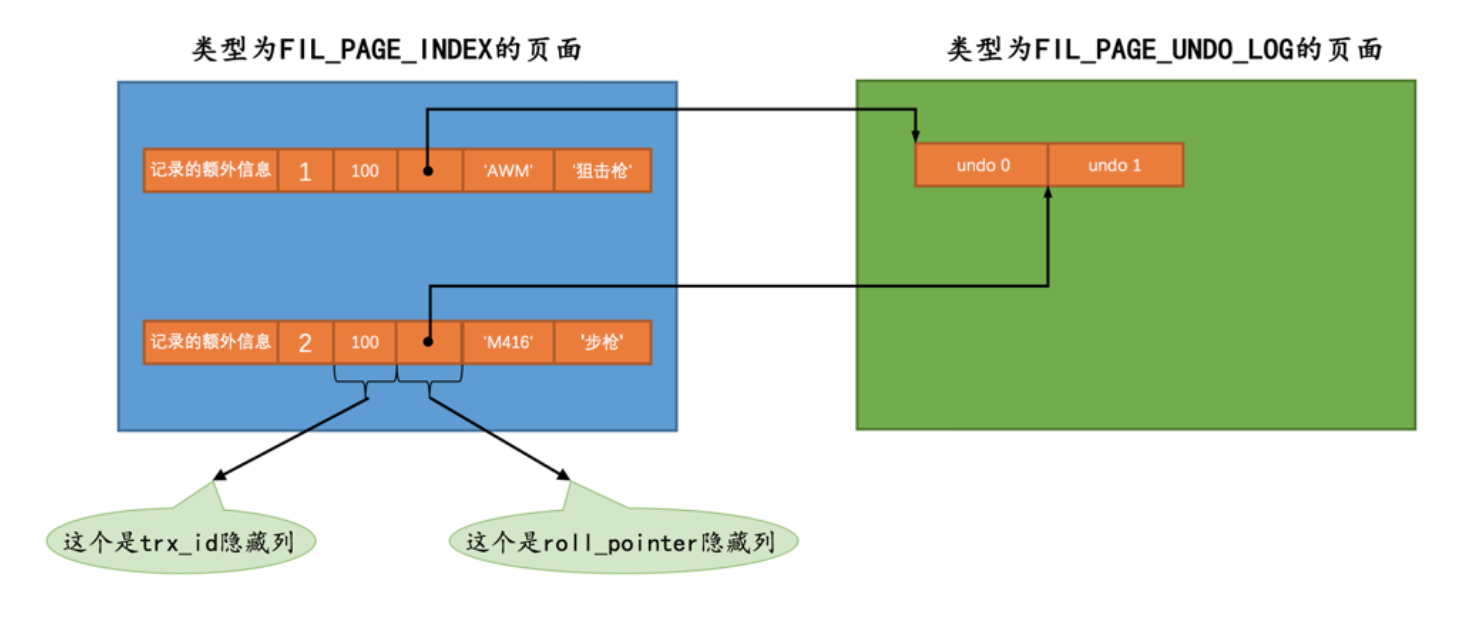 类型为FIL_PAGE_INDEX的页面
类型为FIL_PAGE_UNDO_LOG的页面
记录的额外信息 1 100 'AWM' '狙击枪'
undo 0 undo 1
记录的额外信息 2 100 'M416' '步枪'
这个是trx_id隐藏列
这个是roll_pointer隐藏列